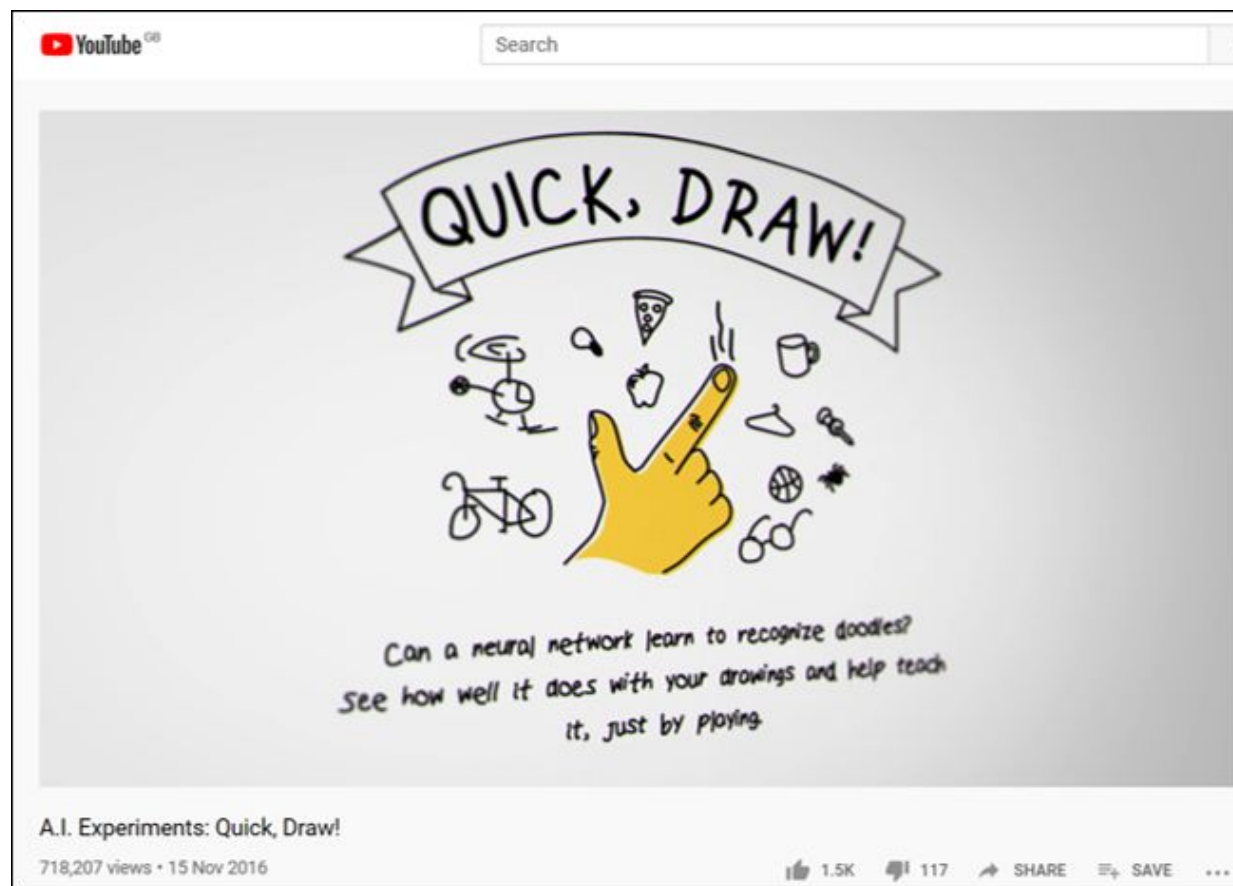 YouTube GB
Search
QUICK, DRAW!
Can a neural network learn to recognize doodles?
See how well it does with your drawings and help teach
it, just by playing.
A.I. Experiments: Quick, Draw!
718,207 views • 15 Nov 2016
1.5K 117 SHARE SAVE ...